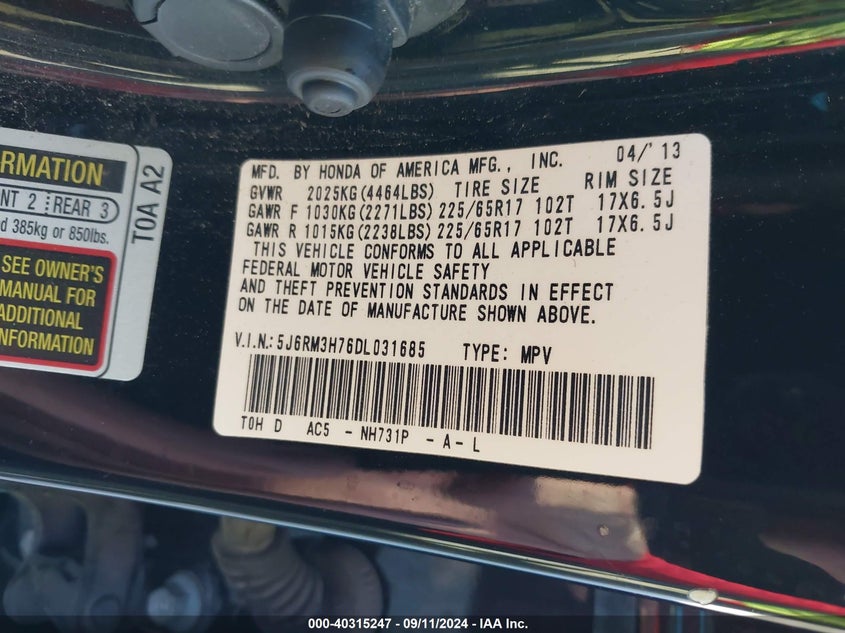 RMATION
NT 2 REAR 3
d 385kg or 850lbs.
SEE OWNER'S
MANUAL FOR
ADDITIONAL
INFORMATION
TOA A2
MFD. BY HONDA OF AMERICA MFG., INC. 04/'13
GVWR 2025KG(4464LBS) TIRE SIZE RIM SIZE
GAWR F 1030KG(2271LBS) 225/65R17 102T 17X6.5J
GAWR R 1015KG(2238LBS) 225/65R17 102T 17X6.5J
THIS VEHICLE CONFORMS TO ALL APPLICABLE
FEDERAL MOTOR VEHICLE SAFETY
AND THEFT PREVENTION STANDARDS IN EFFECT
ON THE DATE OF MANUFACTURE SHOWN ABOVE.
V.I.N.:5J6RM3H76DL031685 TYPE: MPV
TOH D AC5 - NH731P - A - L
000-40315247 - 09/11/2024 - IAA Inc.